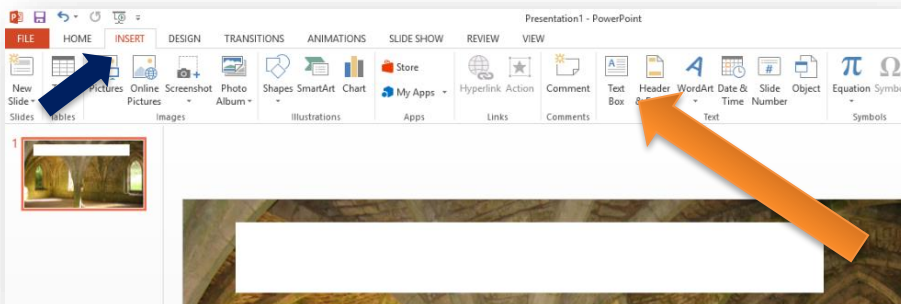 Presentation1 - PowerPoint
FILE HOME INSERT DESIGN TRANSITIONS ANIMATIONS SLIDE SHOW REVIEW VIEW
New Slide
Pictures
Online Pictures
Screenshot
Photo Album
Shapes
SmartArt
Chart
Store
My Apps
Hyperlink
Action
Comment
Text Box
Header &
WordArt
Date & Time
Slide Number
Object
Equation
Slides Tables Images Illustrations Apps Links Comments Text Symbols
1